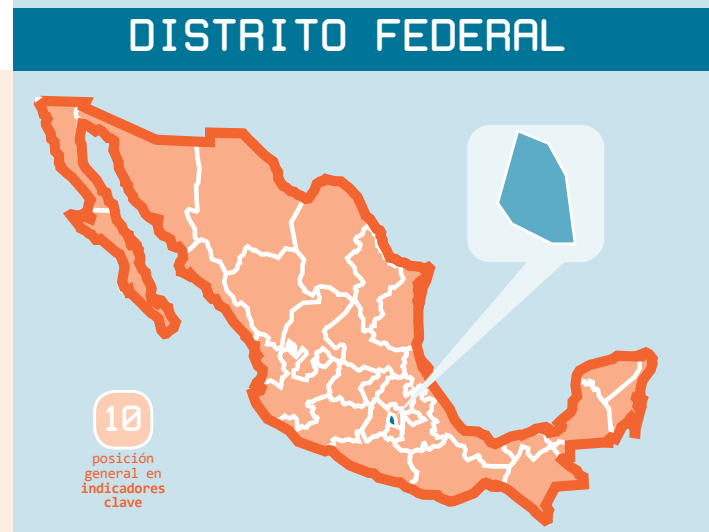 DISTRITO FEDERAL
10
posición
general en
indicadores
clave